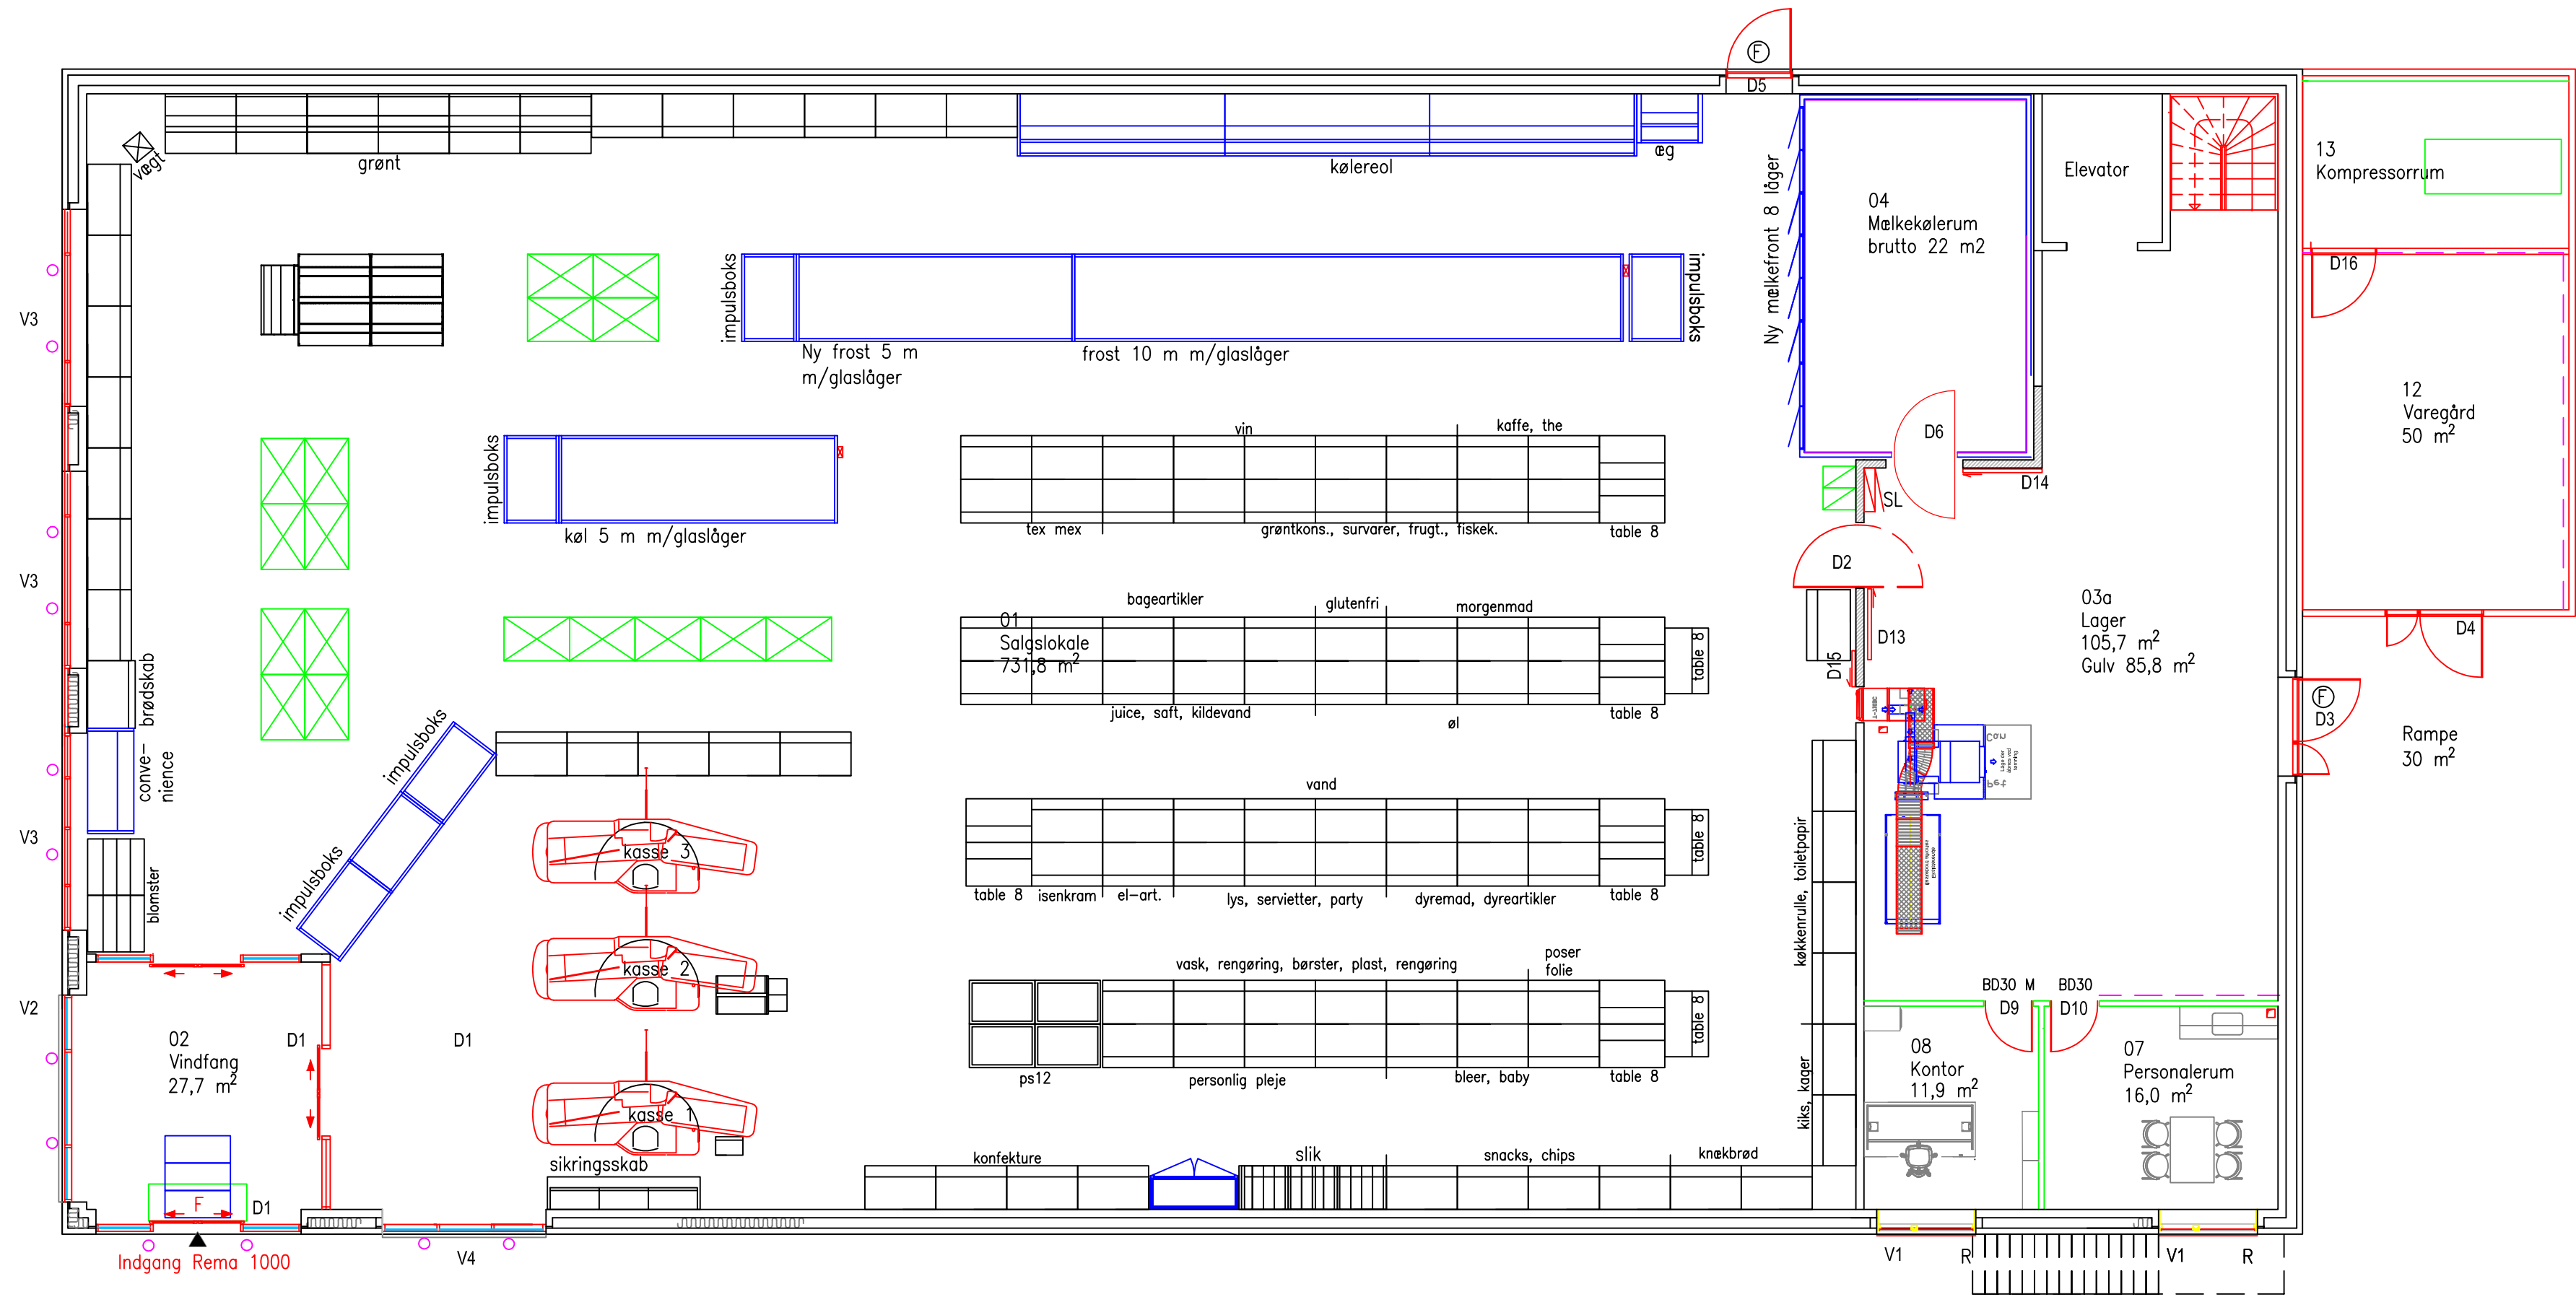 F
D5
vægt
grønt
kølereol
æg
13
Kompressorrum
Elevator
04
Mælkekølerum
brutto 22 m2
Ny mælkefront 8 låger
impulsboks
impulsboks
D16
V3
Ny frost 5 m
m/glaslåger
frost 10 m m/glaslåger
12
Varegård
50 m²
vin
kaffe, the
D6
impulsboks
køl 5 m m/glaslåger
tex mex
grøntkons., survarer, frugt., fiskek.
table 8
D14
SL
D2
V3
bageartikler
glutenfri
morgenmad
01
Salgslokale
731,8 m²
table 8
D13
D15
03a
Lager
105,7 m²
Gulv 85,8 m²
D4
brødskab
juice, saft, kildevand
øl
table 8
F
D3
Rampe
30 m²
impulsboks
conve-
nience
V3
vand
kasse 3
table 8
impulsboks
blomster
table 8
isenkram
el-art.
lys, servietter, party
dyremad, dyreartikler
table 8
køkkenrulle, toiletpapir
vask, rengøring, børster, plast, rengøring
poser
folie
kasse 2
BD30 M
BD30
D9
D10
V2
02
Vindfang
27,7 m²
D1
D1
table 8
ps12
personlig pleje
bleer, baby
table 8
kiks, kager
08
Kontor
11,9 m²
07
Personalerum
16,0 m²
kasse 1
sikringsskab
konfekture
slik
snacks, chips
knækbrød
F
D1
Indgang Rema 1000
V4
V1
R
V1
R